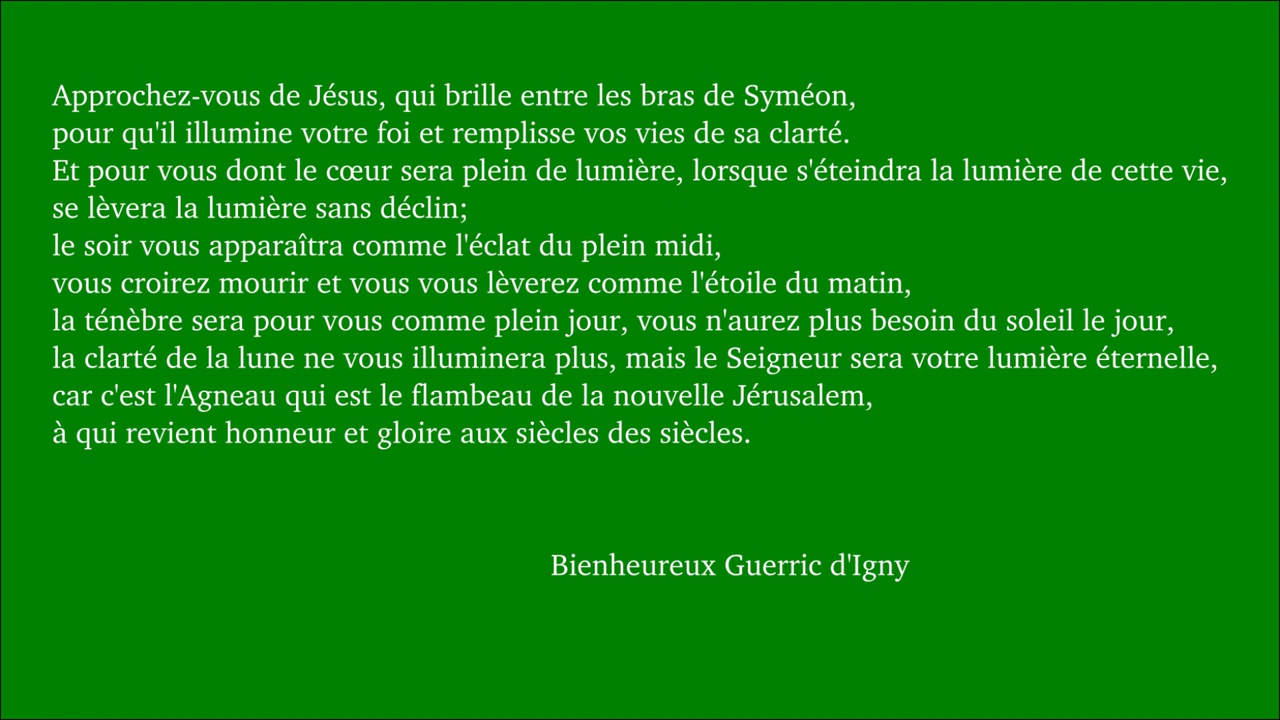 Approchez-vous de Jésus, qui brille entre les bras de Syméon,
pour qu'il illumine votre foi et remplisse vos vies de sa clarté.
Et pour vous dont le cœur sera plein de lumière, lorsque s'éteindra la lumière de cette vie,
se lèvera la lumière sans déclin;
le soir vous apparaîtra comme l'éclat du plein midi,
vous croirez mourir et vous vous lèverez comme l'étoile du matin,
la ténèbre sera pour vous comme plein jour, vous n'aurez plus besoin du soleil le jour,
la clarté de la lune ne vous illuminera plus, mais le Seigneur sera votre lumière éternelle,
car c'est l'Agneau qui est le flambeau de la nouvelle Jérusalem,
à qui revient honneur et gloire aux siècles des siècles.
Bienheureux Guerric d'Igny